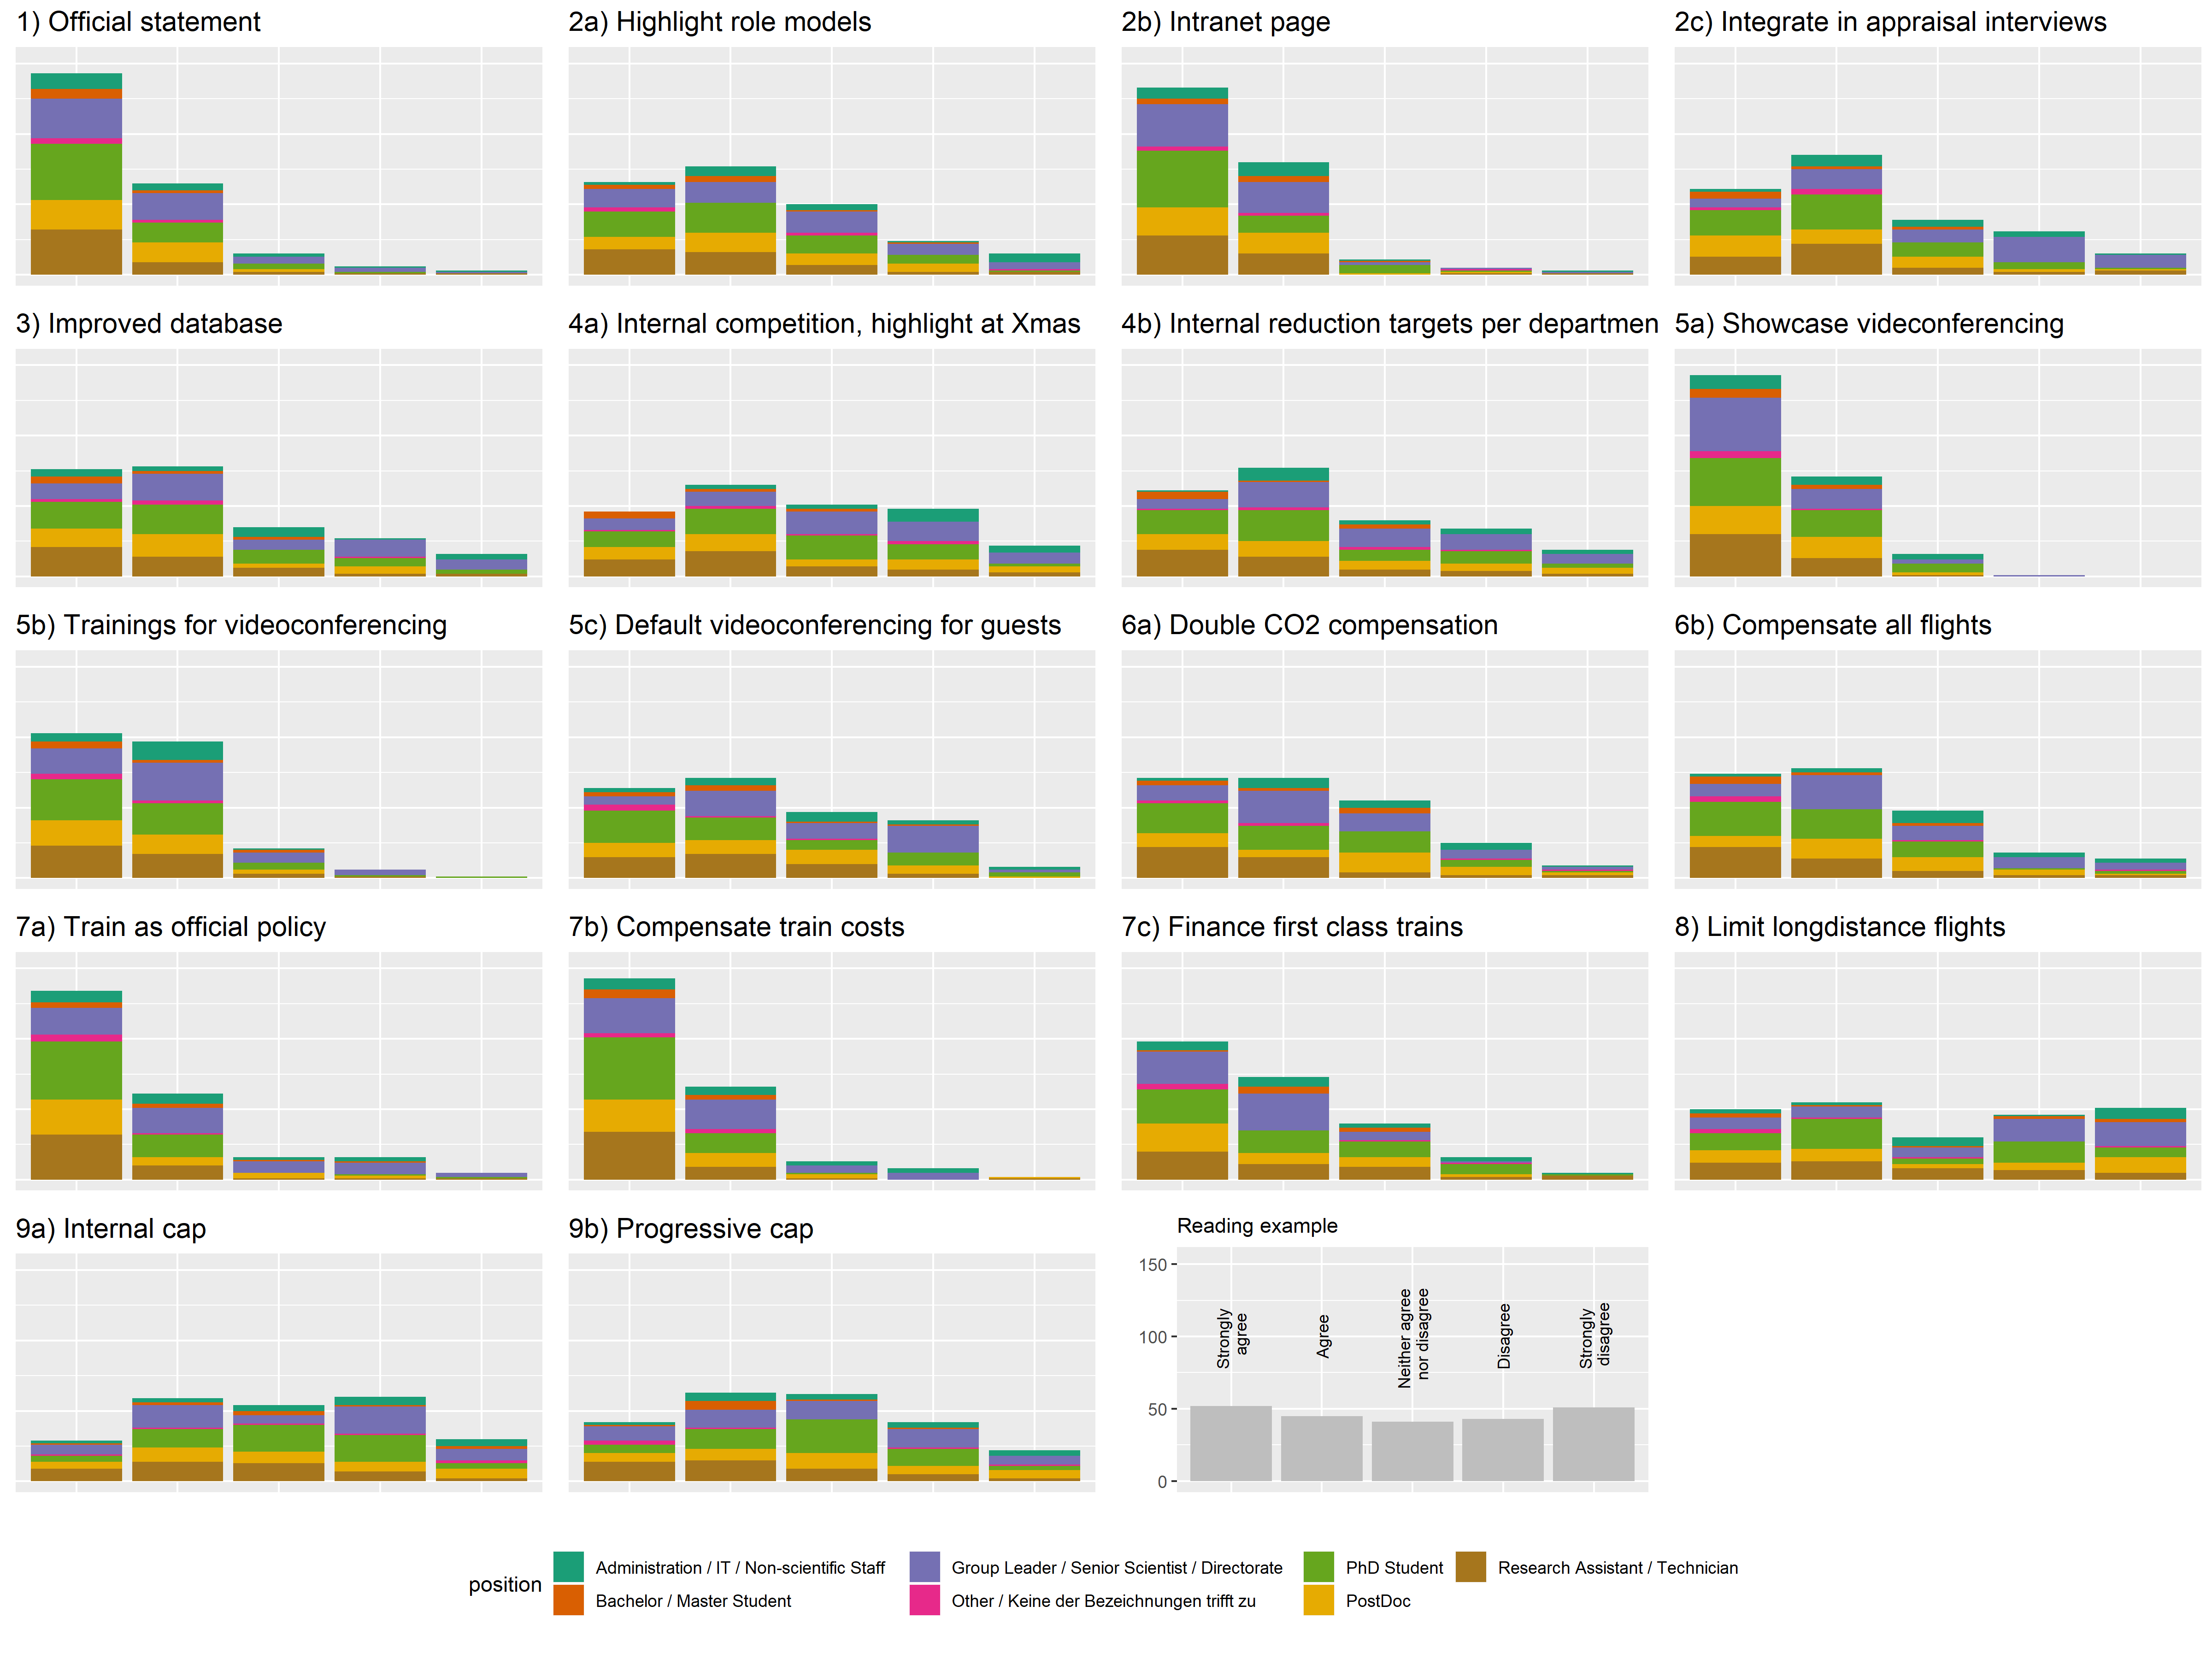 1) Official statement
2a) Highlight role models
2b) Intranet page
2c) Integrate in appraisal interviews
3) Improved database
4a) Internal competition, highlight at Xmas
4b) Internal reduction targets per departmen
5a) Showcase videconferencing
5b) Trainings for videoconferencing
5c) Default videoconferencing for guests
6a) Double CO2 compensation
6b) Compensate all flights
7a) Train as official policy
7b) Compensate train costs
7c) Finance first class trains
8) Limit longdistance flights
9a) Internal cap
9b) Progressive cap
Reading example
150
100
50
0
Strongly
agree
Agree
Neither agree
nor disagree
Disagree
Strongly
disagree
position
Administration / IT / Non-scientific Staff
Bachelor / Master Student
Group Leader / Senior Scientist / Directorate
Other / Keine der Bezeichnungen trifft zu
PhD Student
PostDoc
Research Assistant / Technician